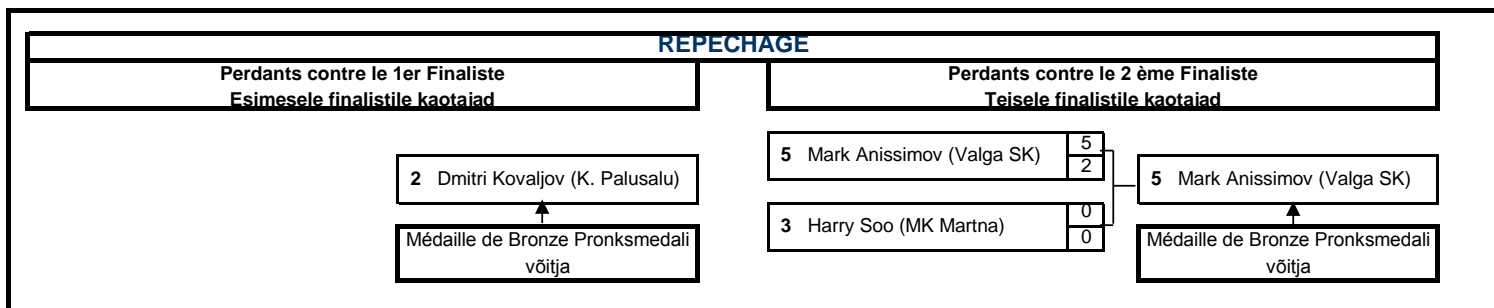 REPECHAGE
Perdants contre le 1er Finaliste
Esimesele finalistile kaotajad
Perdants contre le 2 ème Finaliste
Teisele finalistile kaotajad
2 Dmitri Kovaljov (K. Palusalu)
Médaille de Bronze Pronksmedali
võitja
5 Mark Anissimov (Valga SK) 5
2
3 Harry Soo (MK Martna) 0
0
5 Mark Anissimov (Valga SK)
Médaille de Bronze Pronksmedali
võitja